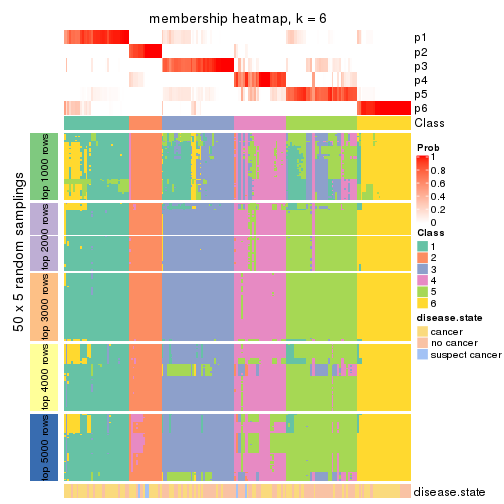 membership heatmap, k = 6
p1
p2
p3
p4
p5
p6
Class
50 x 5 random samplings
top 1000 rows
top 2000 rows
top 3000 rows
top 4000 rows
top 5000 rows
disease.state
Prob
1
0.8
0.6
0.4
0.2
0
Class
1
2
3
4
5
6
disease.state
cancer
no cancer
suspect cancer